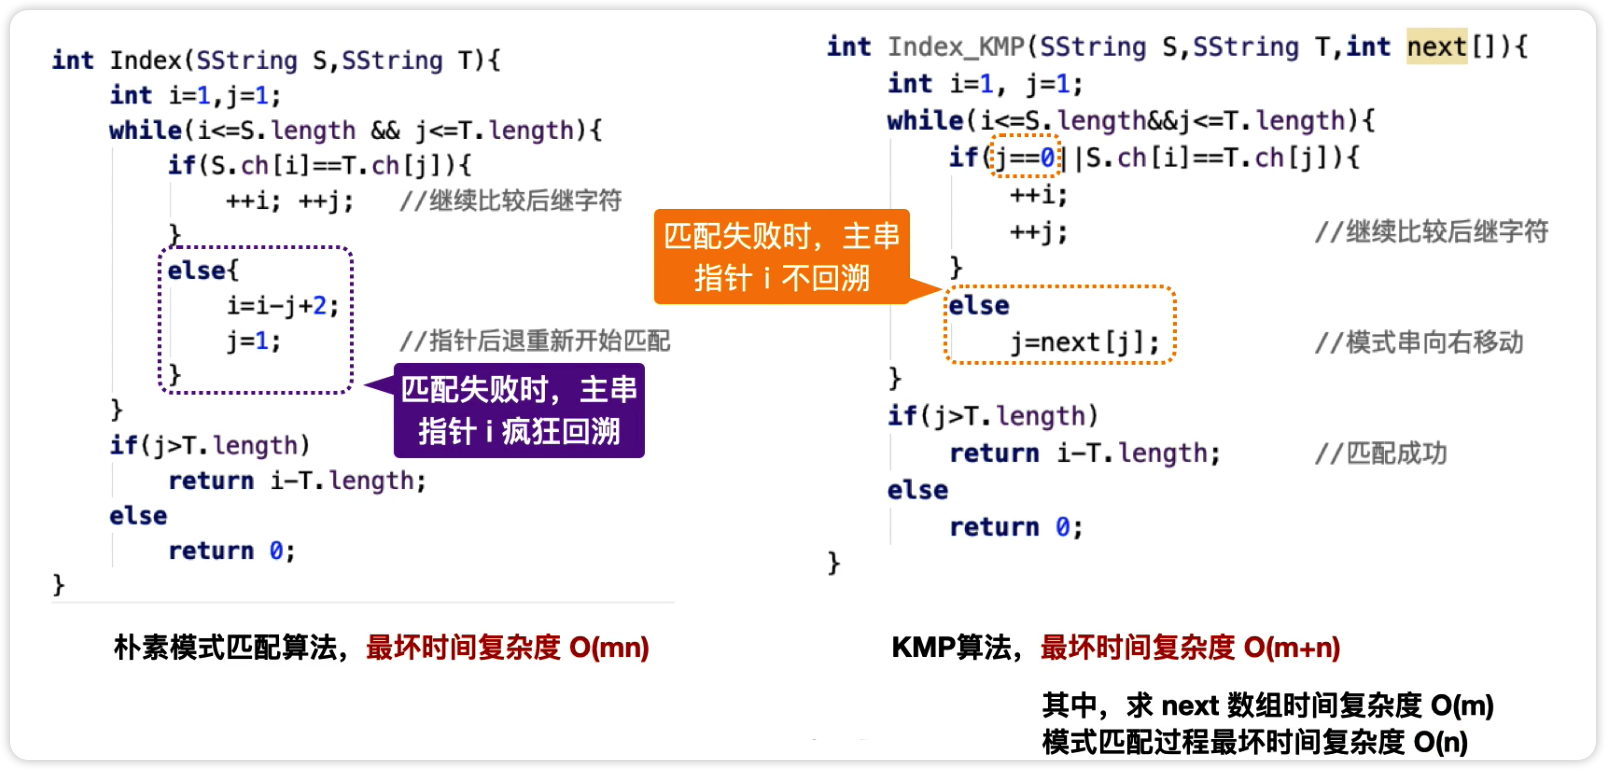 int Index(SString S,SString T){
int i=1,j=1;
while(i<=S.length && j<=T.length){
if(S.ch[i]==T.ch[j]){
++i; ++j; //继续比较后继字符
}
else{
i=i-j+2;
j=1; //指针后退重新开始匹配
}
}
if(j>T.length)
return i-T.length;
else
return 0;
}
匹配失败时，主串
指针 i 疯狂回溯
朴素模式匹配算法，最坏时间复杂度 O(mn)
int Index_KMP(SString S,SString T,int next[]){
int i=1, j=1;
while(i<=S.length&&j<=T.length){
if(j==0||S.ch[i]==T.ch[j]){
++i;
++j; //继续比较后继字符
}
else
j=next[j]; //模式串向右移动
}
if(j>T.length)
return i-T.length; //匹配成功
else
return 0;
}
匹配失败时，主串
指针 i 不回溯
KMP算法，最坏时间复杂度 O(m+n)
其中，求 next 数组时间复杂度 O(m)
模式匹配过程最坏时间复杂度 O(n)